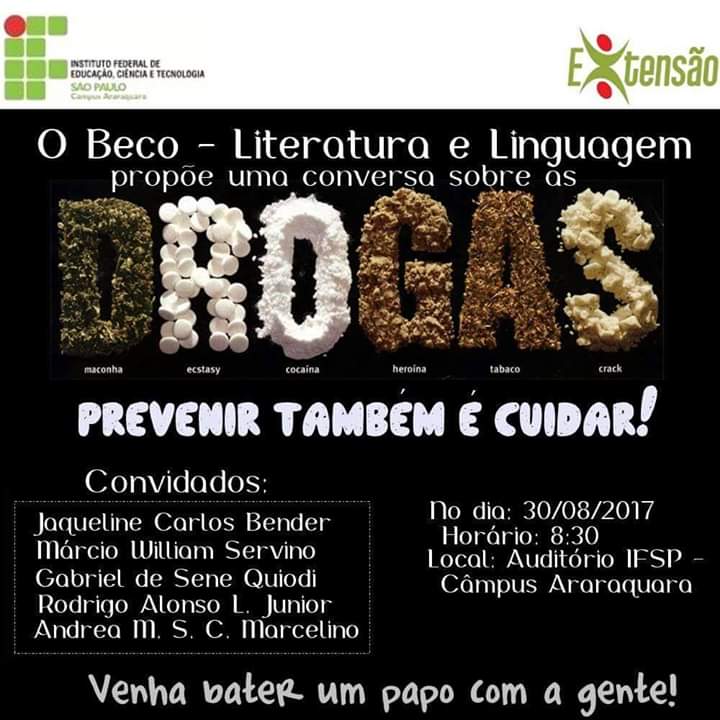 INSTITUTO FEDERAL DE
EDUCAÇÃO, CIÊNCIA E TECNOLOGIA
SÃO PAULO
Campus Araraquara
Extensão
O Beco - Literatura e Linguagem
propõe uma conversa sobre as
DROGAS
maconha ecstasy cocaína heroína tabaco crack
PREVENIR TAMBÉM É CUIDAR!
Convidados:
Jaqueline Carlos Bender
Márcio William Servino
Gabriel de Sene Quiodi
Rodrigo Alonso L. Junior
Andrea M. S. C. Marcelino
No dia: 30/08/2017
Horário: 8:30
Local: Auditório IFSP -
Câmpus Araraquara
Venha bater um papo com a gente!